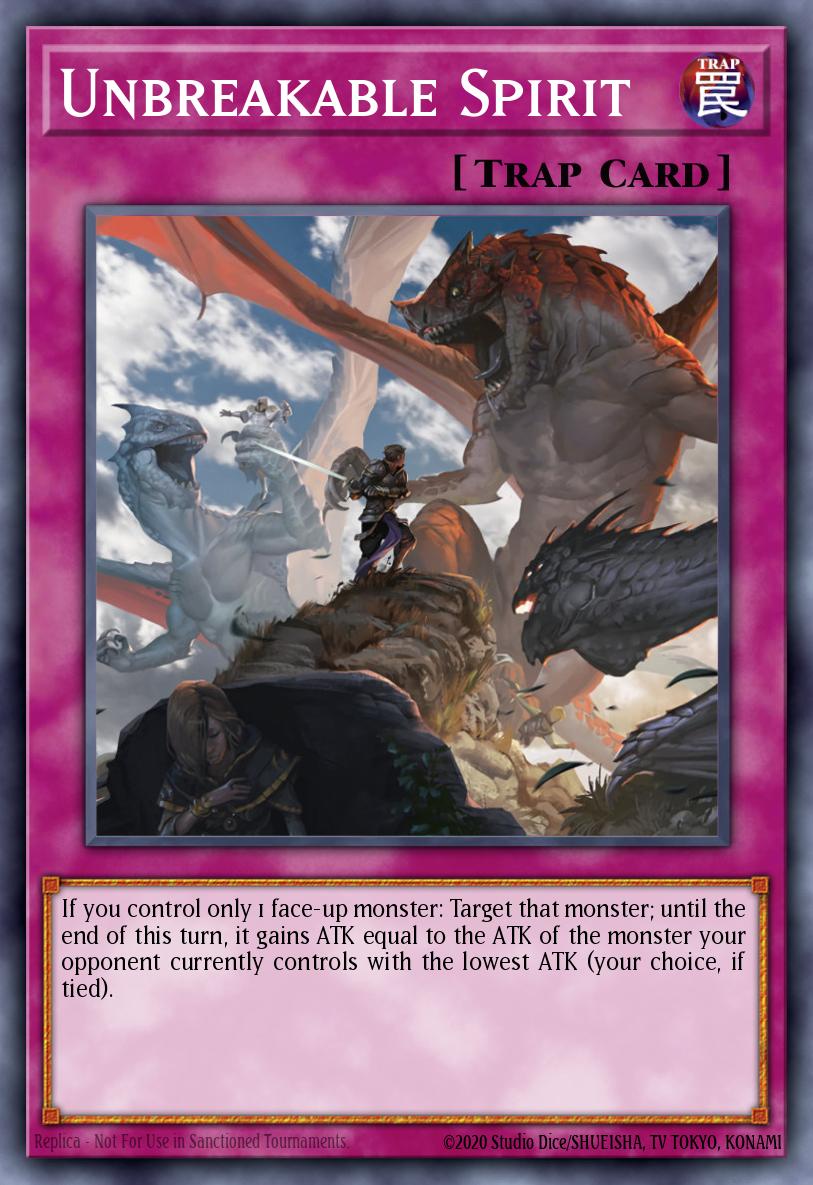 Unbreakable Spirit
TRAP
罠
[Trap Card]
If you control only 1 face-up monster: Target that monster; until the
end of this turn, it gains ATK equal to the ATK of the monster your
opponent currently controls with the lowest ATK (your choice, if
tied).
Replica - Not For Use in Sanctioned Tournaments.
©2020 Studio Dice/SHUEISHA, TV TOKYO, KONAMI